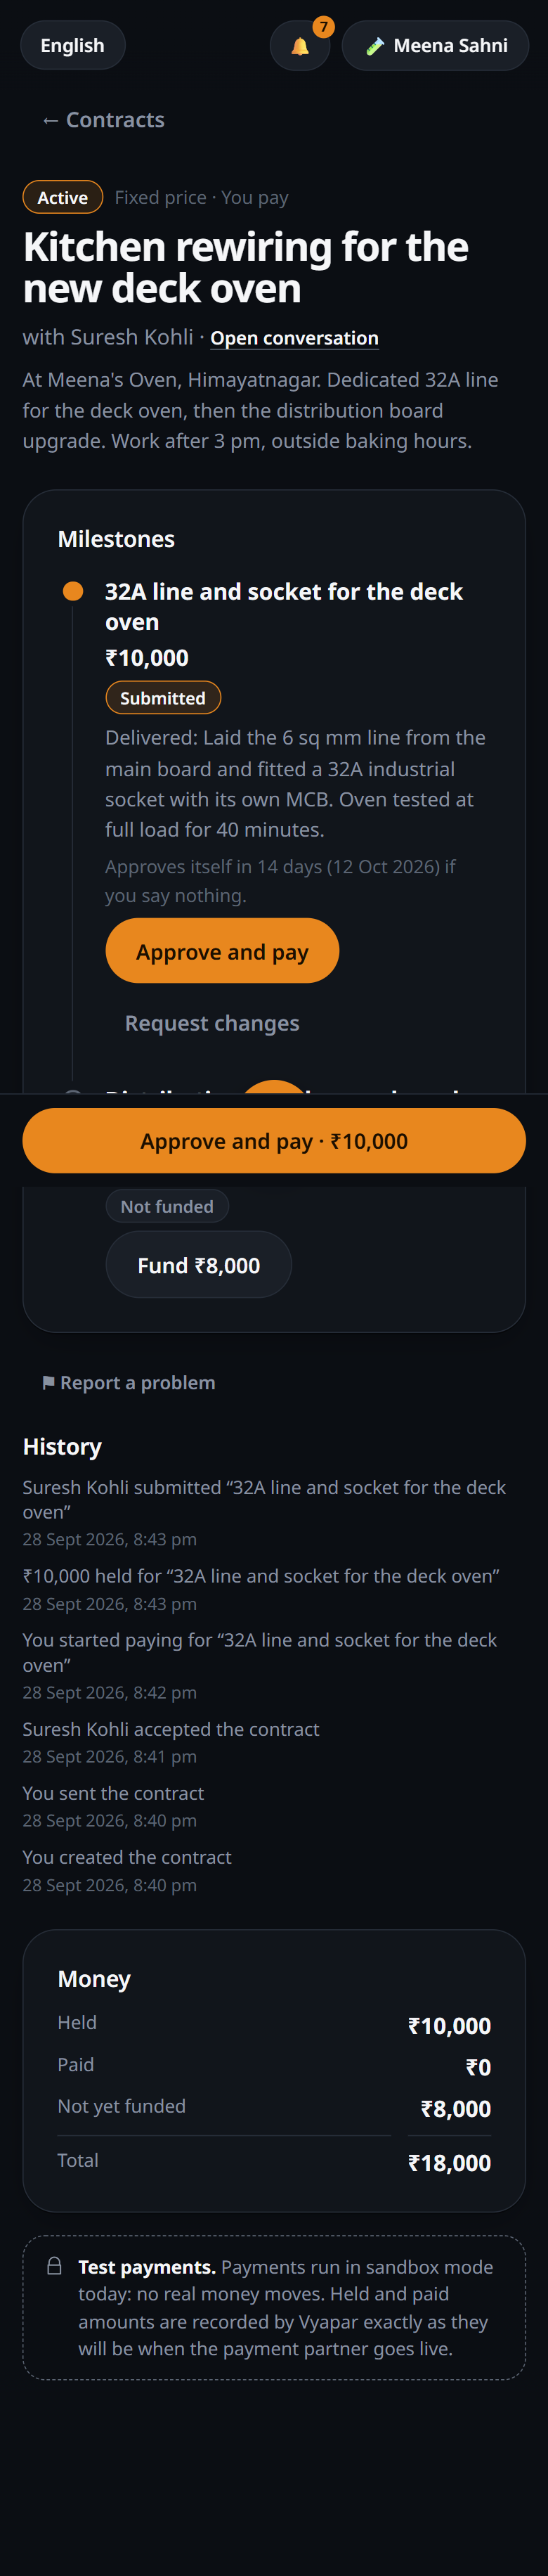 English
7
Meena Sahni
← Contracts
Active
Fixed price · You pay
Kitchen rewiring for the
new deck oven
with Suresh Kohli · Open conversation
At Meena's Oven, Himayatnagar. Dedicated 32A line
for the deck oven, then the distribution board
upgrade. Work after 3 pm, outside baking hours.
Milestones
32A line and socket for the deck
oven
₹10,000
Submitted
Delivered: Laid the 6 sq mm line from the
main board and fitted a 32A industrial
socket with its own MCB. Oven tested at
full load for 40 minutes.
Approves itself in 14 days (12 Oct 2026) if
you say nothing.
Approve and pay
Request changes
Approve and pay · ₹10,000
Not funded
Fund ₹8,000
Report a problem
History
Suresh Kohli submitted “32A line and socket for the deck
oven”
28 Sept 2026, 8:43 pm
₹10,000 held for “32A line and socket for the deck oven”
28 Sept 2026, 8:43 pm
You started paying for “32A line and socket for the deck
oven”
28 Sept 2026, 8:42 pm
Suresh Kohli accepted the contract
28 Sept 2026, 8:41 pm
You sent the contract
28 Sept 2026, 8:40 pm
You created the contract
28 Sept 2026, 8:40 pm
Money
Held ₹10,000
Paid ₹0
Not yet funded ₹8,000
Total ₹18,000
Test payments. Payments run in sandbox mode
today: no real money moves. Held and paid
amounts are recorded by Vyapar exactly as they
will be when the payment partner goes live.